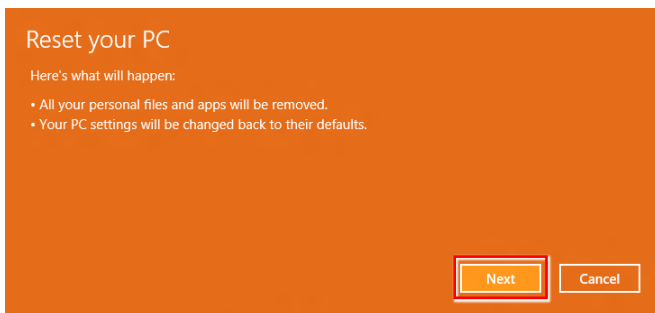 Reset your PC
Here's what will happen:
• All your personal files and apps will be removed.
• Your PC settings will be changed back to their defaults.
Next Cancel